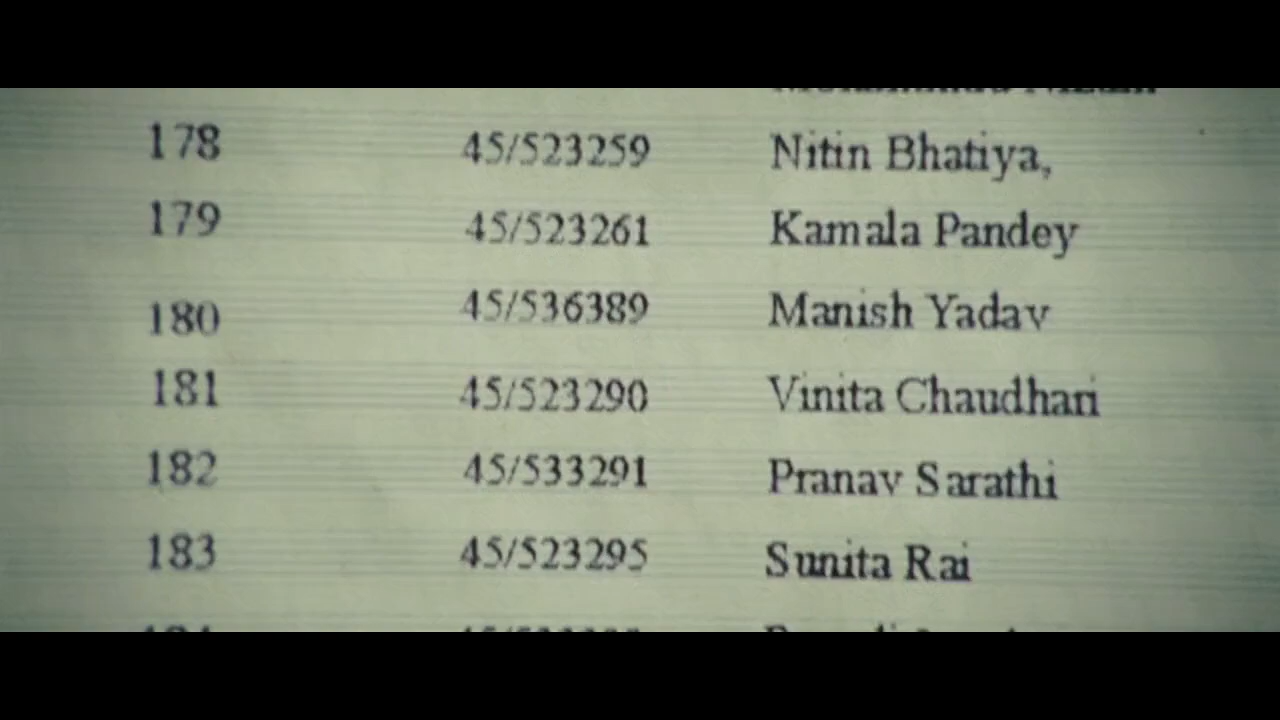 178 45/523259 Nitin Bhatiya,
179 45/523261 Kamala Pandey
180 45/536389 Manish Yadav
181 45/523290 Vinita Chaudhari
182 45/533291 Pranav Sarathi
183 45/523295 Sunita Rai